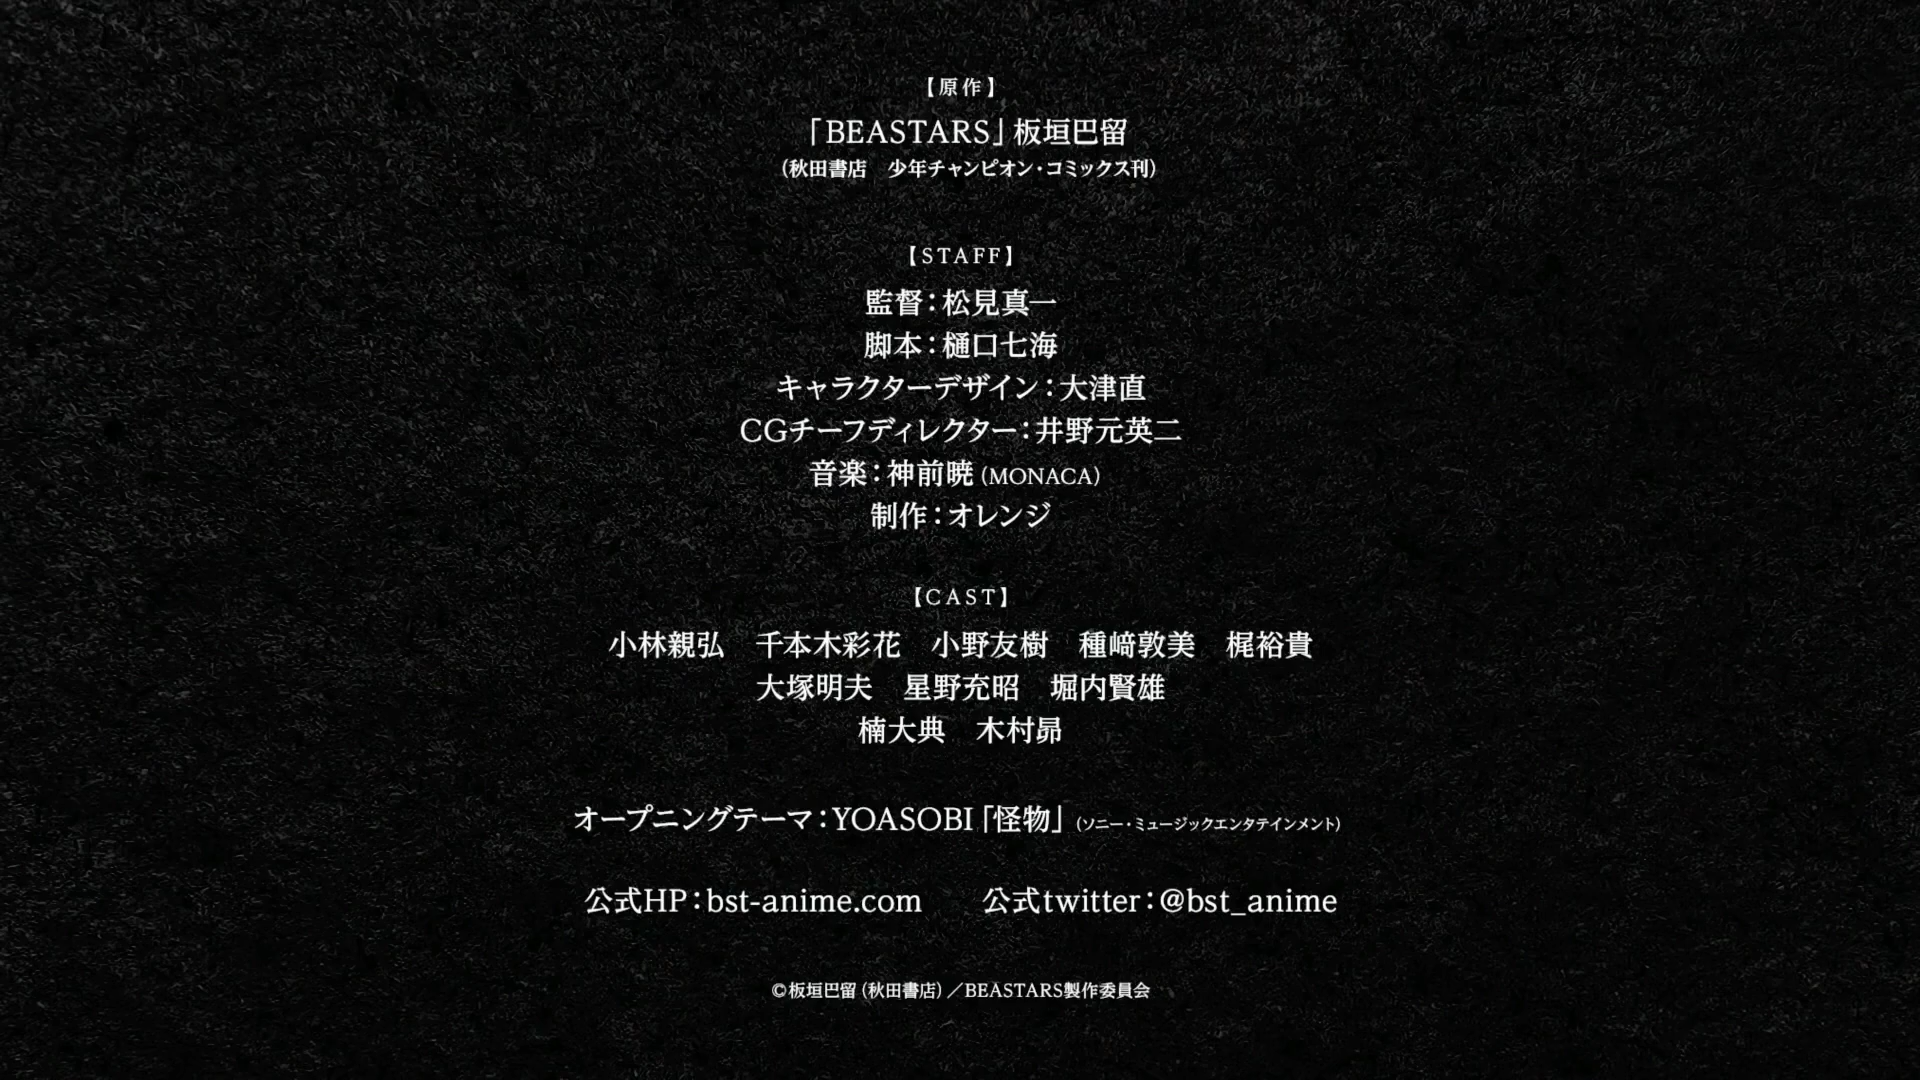 【原作】
「BEASTARS」板垣巴留
(秋田書店　少年チャンピオン・コミックス刊)
【STAFF】
監督：松見真一
脚本：樋口七海
キャラクターデザイン：大津直
CGチーフディレクター：井野元英二
音楽：神前暁 (MONACA)
制作：オレンジ
【CAST】
小林親弘　千本木彩花　小野友樹　種﨑敦美　梶裕貴
大塚明夫　星野充昭　堀内賢雄
楠大典　木村昴
オープニングテーマ：YOASOBI「怪物」(ソニー・ミュージックエンタテインメント)
公式HP：bst-anime.com　　公式twitter：@bst_anime
©板垣巴留 (秋田書店) ／BEASTARS製作委員会